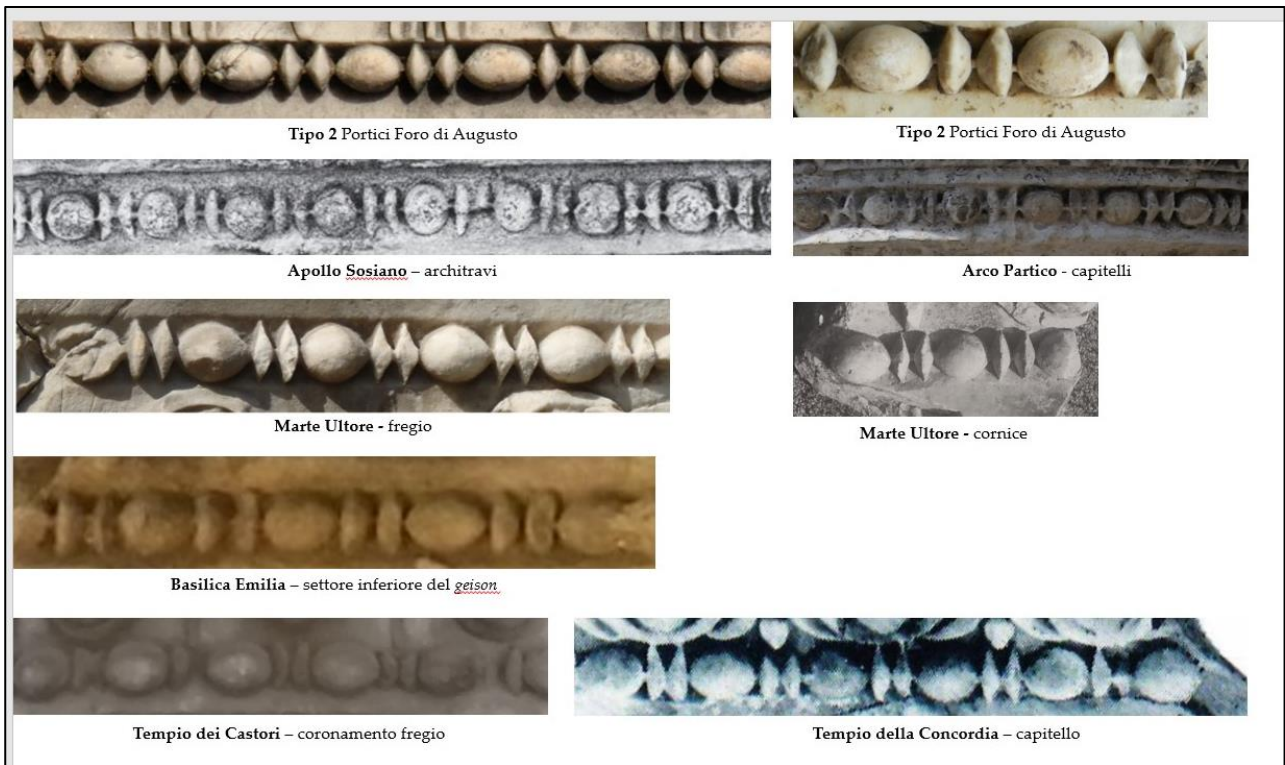 Tipo 2 Portici Foro di Augusto
Tipo 2 Portici Foro di Augusto
Apollo Sosiano – architravi
Arco Partico - capitelli
Marte Ultore - fregio
Marte Ultore - cornice
Basilica Emilia – settore inferiore del geison
Tempio dei Castori – coronamento fregio
Tempio della Concordia – capitello